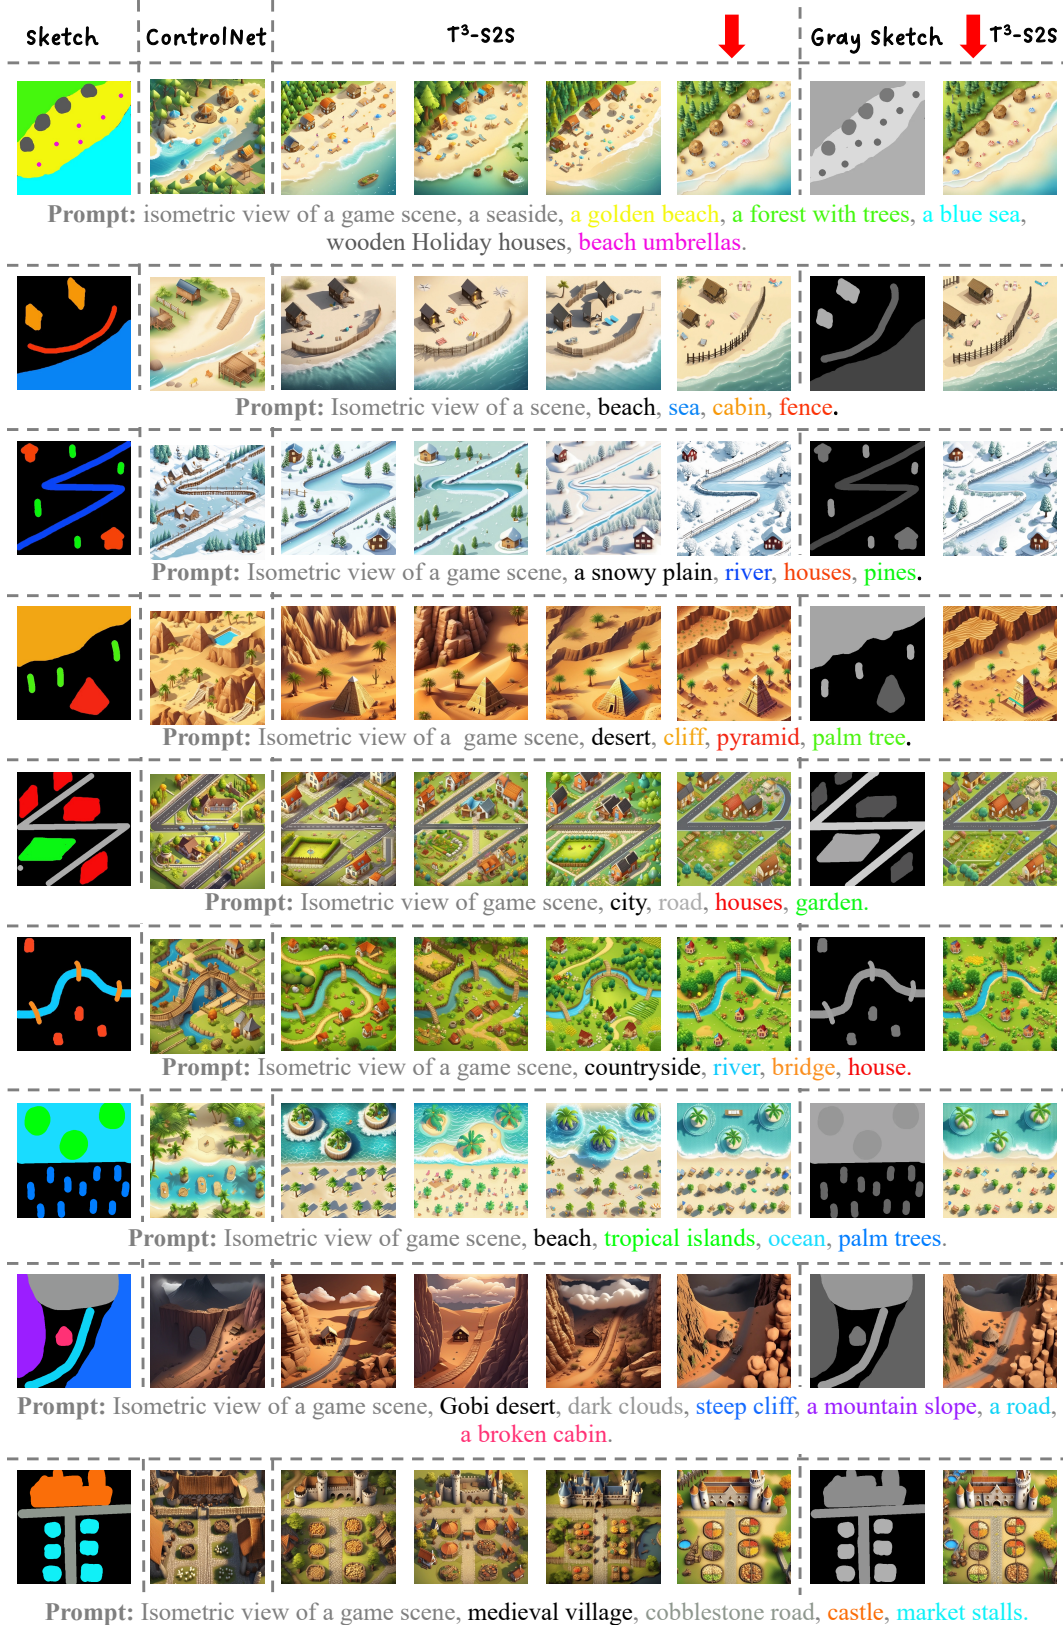 Sketch ControlNet T³-S2S Gray Sketch T³-S2S
Prompt: isometric view of a game scene, a seaside, a golden beach, a forest with trees, a blue sea,
wooden Holiday houses, beach umbrellas.
Prompt: Isometric view of a scene, beach, sea, cabin, fence.
Prompt: Isometric view of a game scene, a snowy plain, river, houses, pines.
Prompt: Isometric view of a game scene, desert, cliff, pyramid, palm tree.
Prompt: Isometric view of game scene, city, road, houses, garden.
Prompt: Isometric view of a game scene, countryside, river, bridge, house.
Prompt: Isometric view of game scene, beach, tropical islands, ocean, palm trees.
Prompt: Isometric view of a game scene, Gobi desert, dark clouds, steep cliff, a mountain slope, a road,
a broken cabin.
Prompt: Isometric view of a game scene, medieval village, cobblestone road, castle, market stalls.